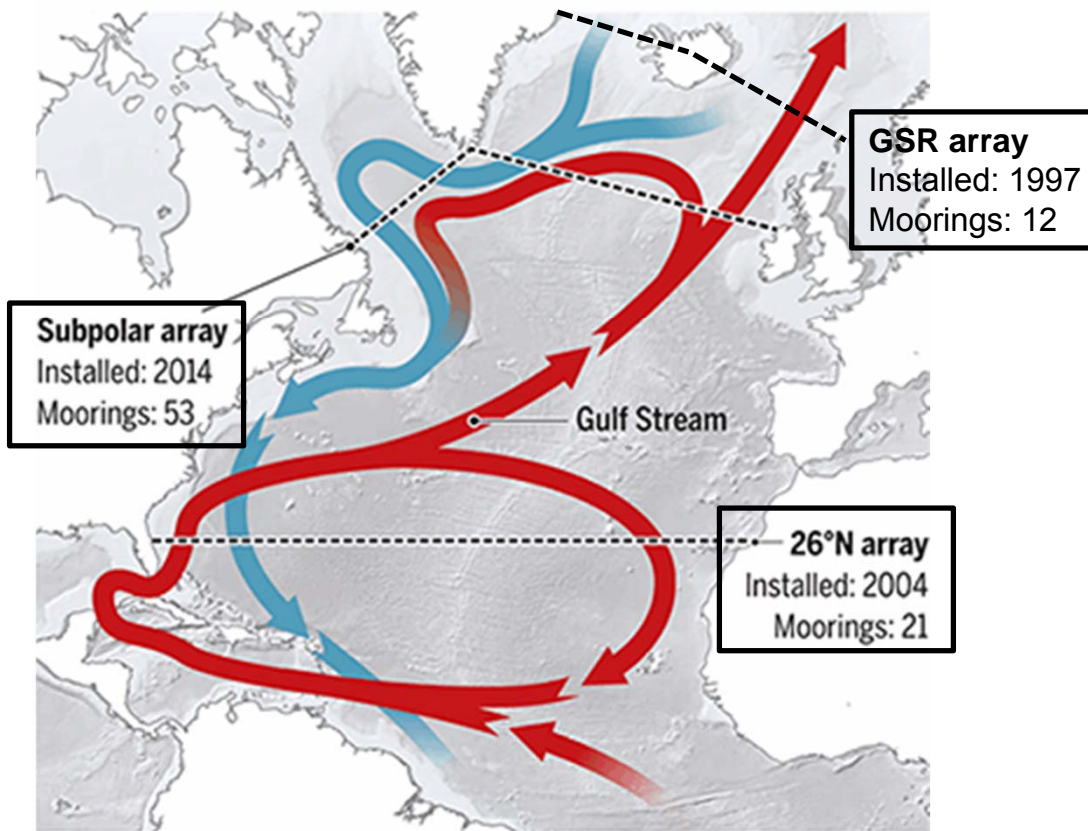 GSR array
Installed: 1997
Moorings: 12
Subpolar array
Installed: 2014
Moorings: 53
Gulf Stream
26°N array
Installed: 2004
Moorings: 21